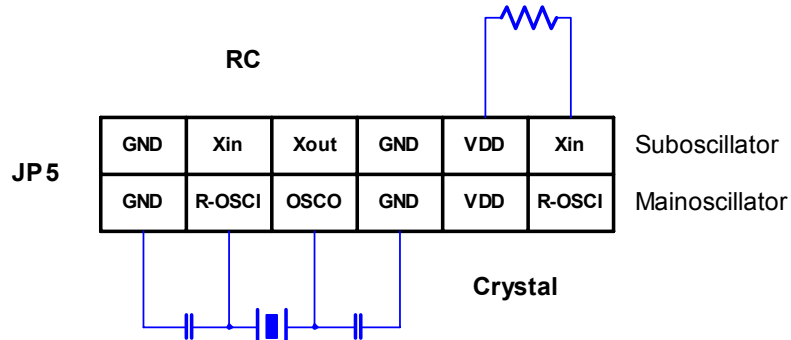 RC
GND Xin Xout GND VDD Xin Suboscillator
JP5
GND R-OSCI OSCO GND VDD R-OSCI Mainoscillator
Crystal